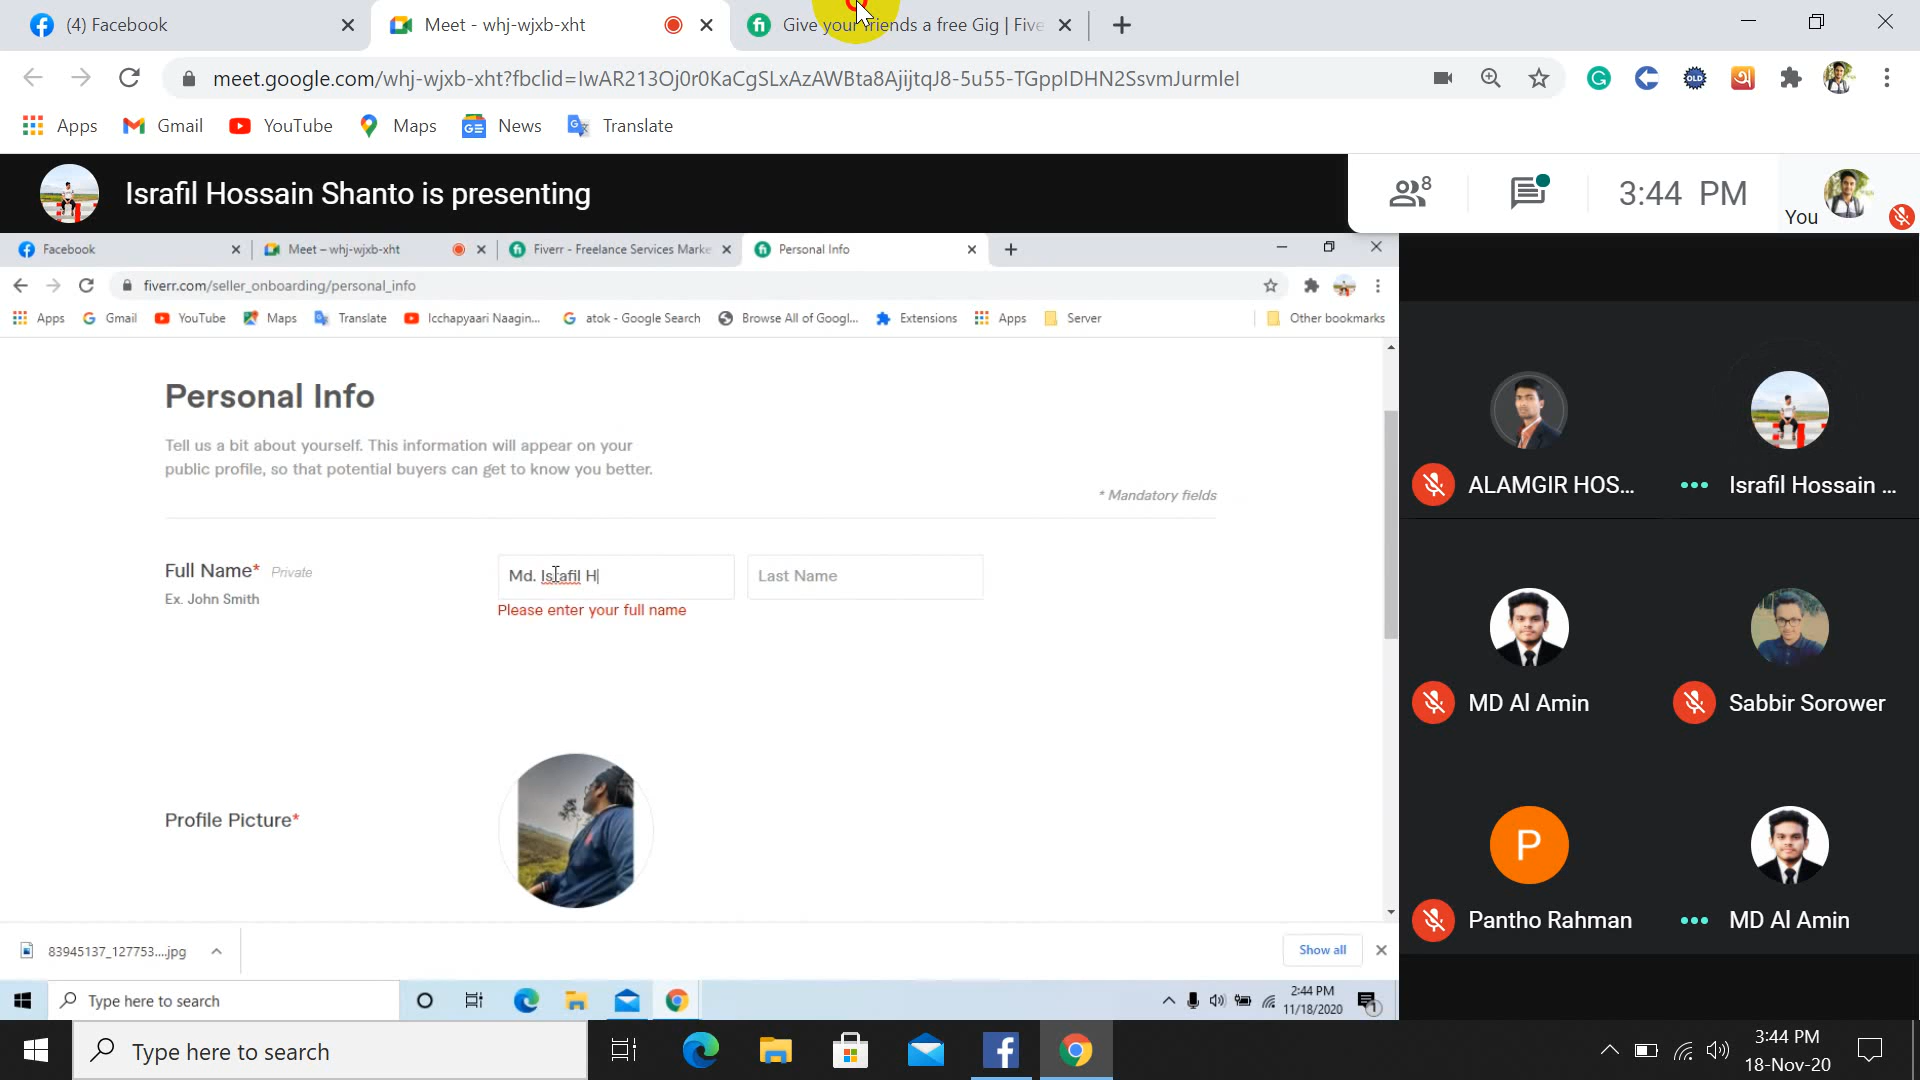 (4) Facebook
Meet - whj-wjxb-xht
Give your friends a free Gig | Five
meet.google.com/whj-wjxb-xht?fbclid=IwAR213Oj0r0KaCgSLxAzAWBta8AjijtqJ8-5u55-TGppIDHN2SsvmJurmleI
OLD
Apps
Gmail
YouTube
Maps
News
Translate
Israfil Hossain Shanto is presenting
8
3:44 PM
You
Facebook
Meet – whj-wjxb-xht
Fiverr - Freelance Services Marke
Personal Info
fiverr.com/seller_onboarding/personal_info
Apps
Gmail
YouTube
Maps
Translate
Icchapyaari Naagin...
atok - Google Search
Browse All of Googl...
Extensions
Apps
Server
Other bookmarks
Personal Info
Tell us a bit about yourself. This information will appear on your
public profile, so that potential buyers can get to know you better.
* Mandatory fields
Full Name* Private
Ex. John Smith
Md. Israfil H
Last Name
Please enter your full name
Profile Picture*
83945137_127753....jpg
Show all
Type here to search
2:44 PM
11/18/2020
1
ALAMGIR HOS...
Israfil Hossain ...
MD Al Amin
Sabbir Sorower
P
Pantho Rahman
MD Al Amin
Type here to search
3:44 PM
18-Nov-20